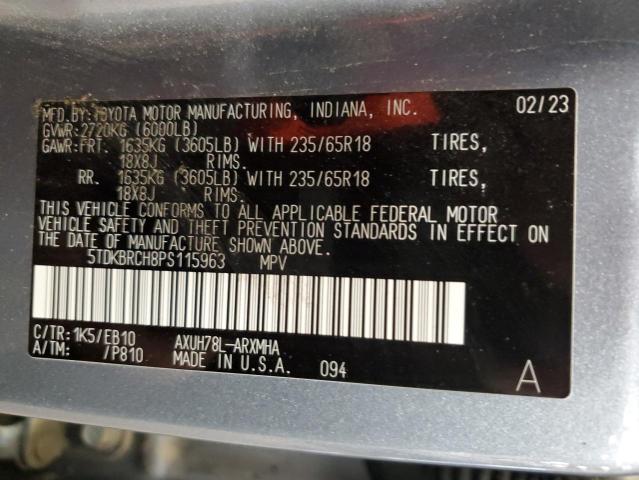 MFD.BY:TOYOTA MOTOR MANUFACTURING, INDIANA, INC. 02/23
GVWR:2720KG (6000LB)
GAWR:FRT. 1635KG (3605LB) WITH 235/65R18 TIRES,
18X8J RIMS.
RR. 1635KG (3605LB) WITH 235/65R18 TIRES,
18X8J RIMS.
THIS VEHICLE CONFORMS TO ALL APPLICABLE FEDERAL MOTOR
VEHICLE SAFETY AND THEFT PREVENTION STANDARDS IN EFFECT ON
THE DATE OF MANUFACTURE SHOWN ABOVE.
5TDKBRCH8PS115963 MPV
C/TR:1K5/EB10 AXUH78L-ARXMHA
A/TM: /P810 MADE IN U.S.A. 094
A